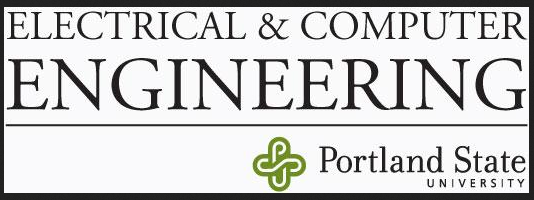 ELECTRICAL & COMPUTER
ENGINEERING
Portland State
UNIVERSITY